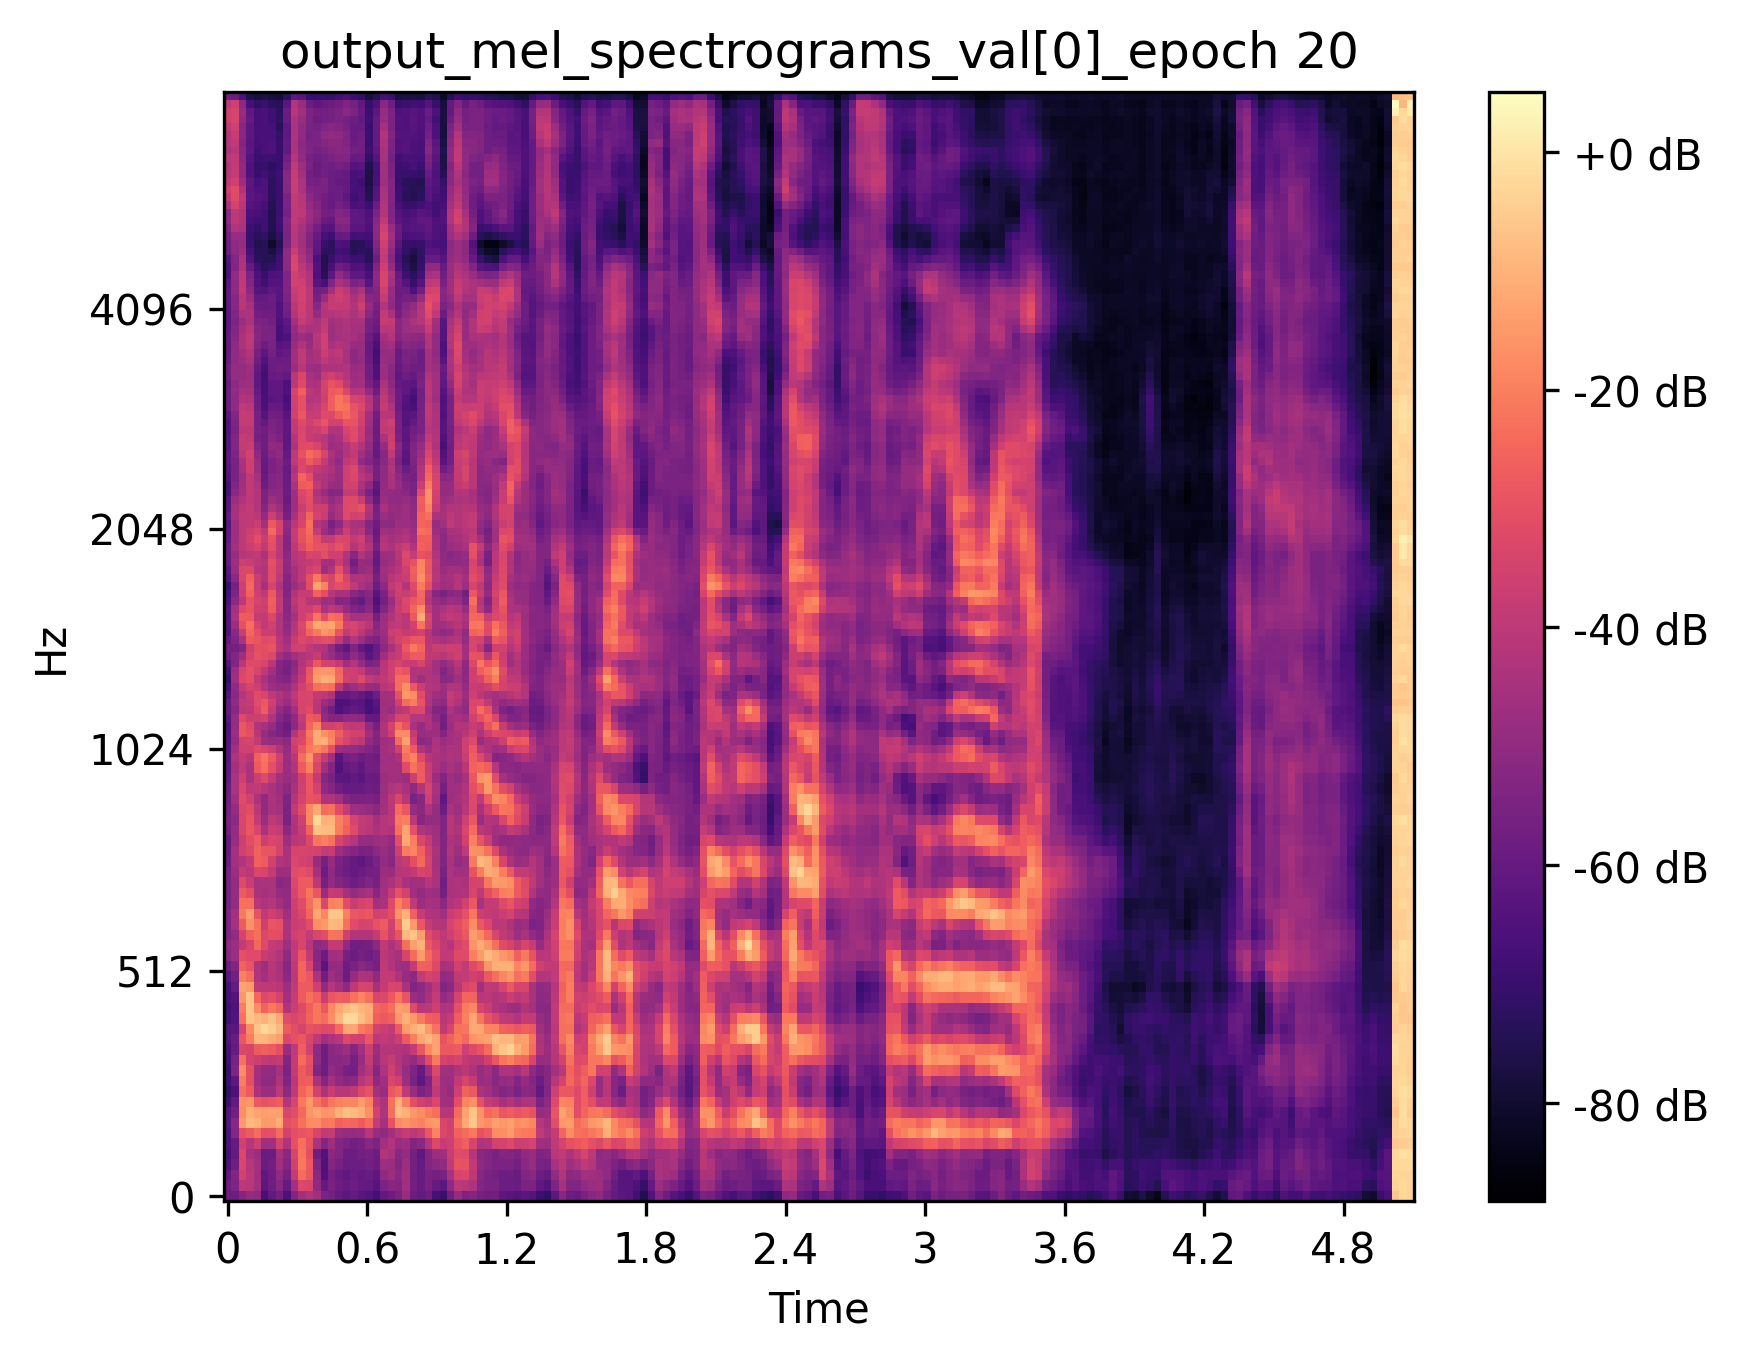 output_mel_spectrograms_val[0]_epoch 20
+0 dB
4096
-20 dB
2048
-40 dB
Hz
1024
-60 dB
512
-80 dB
0
0 0.6 1.2 1.8 2.4 3 3.6 4.2 4.8
Time